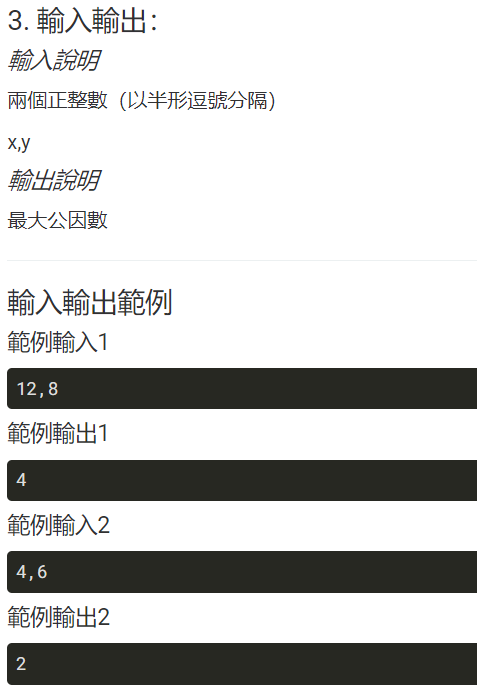 3. 輸入輸出：
輸入說明
兩個正整數（以半形逗號分隔）
x,y
輸出說明
最大公因數
輸入輸出範例
範例輸入1
12,8
範例輸出1
4
範例輸入2
4,6
範例輸出2
2